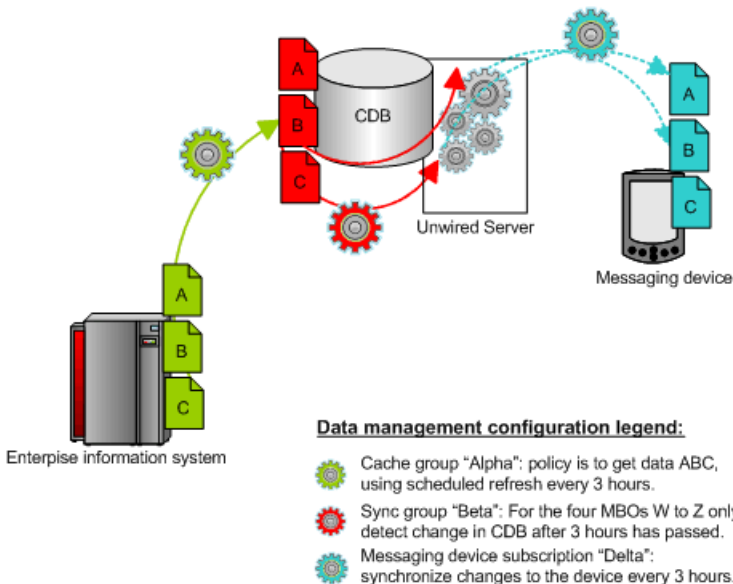 A
B
C
CDB
Unwired Server
A
B
C
Messaging device
A
B
C
Enterpise information system
Data management configuration legend:
Cache group "Alpha": policy is to get data ABC,
using scheduled refresh every 3 hours.
Sync group "Beta": For the four MBOs W to Z only
detect change in CDB after 3 hours has passed.
Messaging device subscription "Delta":
synchronize changes to the device every 3 hours